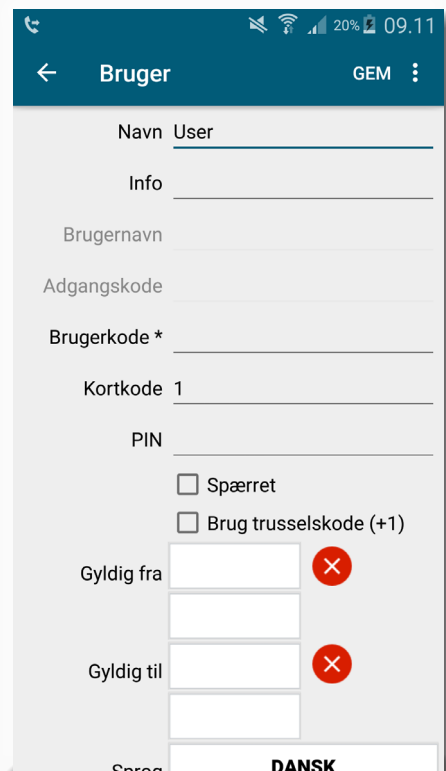 20% 09.11
Bruger GEM
Navn User
Info
Brugernavn
Adgangskode
Brugerkode *
Kortkode 1
PIN
Spærret
Brug trusselskode (+1)
Gyldig fra
Gyldig til
Sprog DANSK